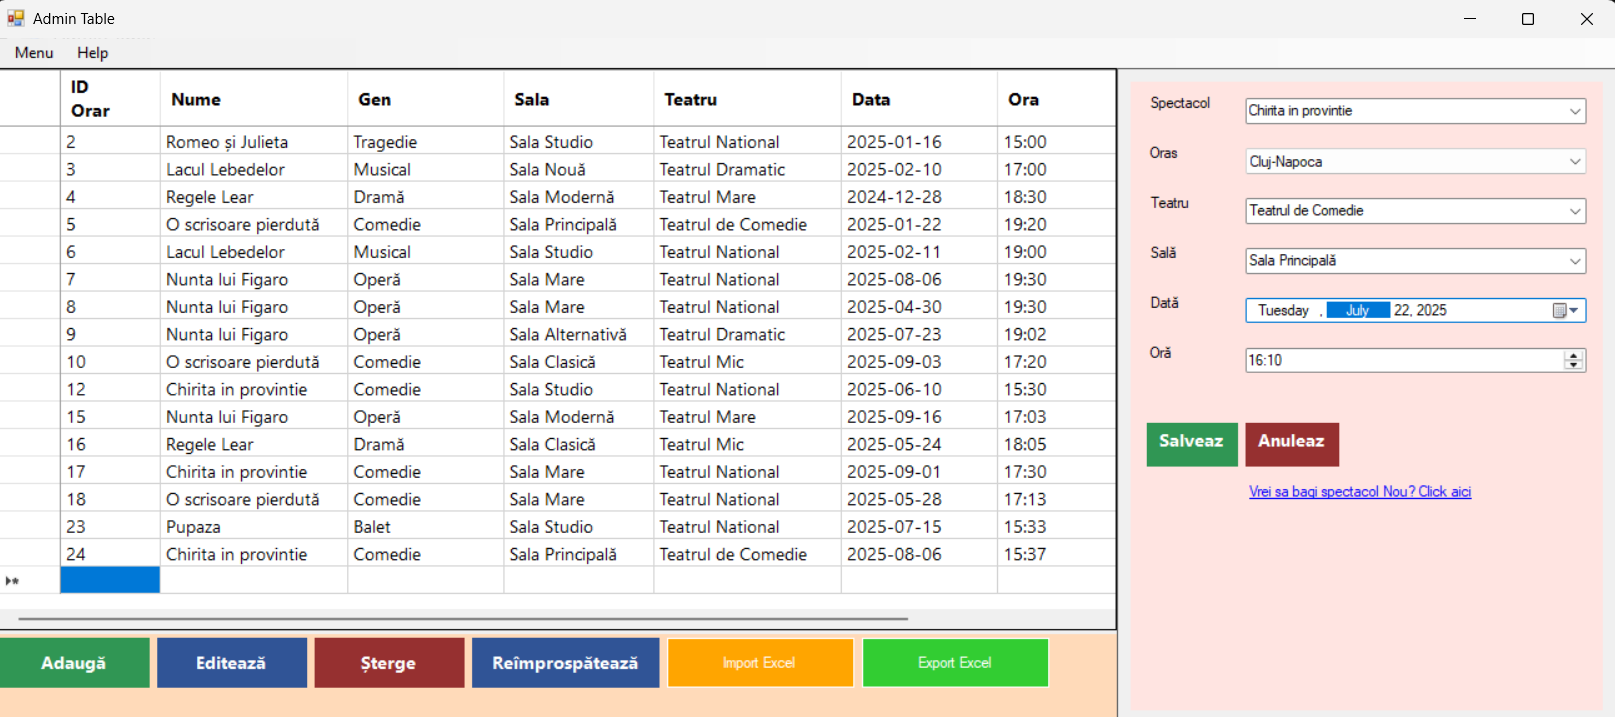 Admin Table
Menu Help
ID Orar Nume Gen Sala Teatru Data Ora
2 Romeo și Julieta Tragedie Sala Studio Teatrul National 2025-01-16 15:00
3 Lacul Lebedelor Musical Sala Nouă Teatrul Dramatic 2025-02-10 17:00
4 Regele Lear Dramă Sala Modernă Teatrul Mare 2024-12-28 18:30
5 O scrisoare pierdută Comedie Sala Principală Teatrul de Comedie 2025-01-22 19:20
6 Lacul Lebedelor Musical Sala Studio Teatrul National 2025-02-11 19:00
7 Nunta lui Figaro Operă Sala Mare Teatrul National 2025-08-06 19:30
8 Nunta lui Figaro Operă Sala Mare Teatrul National 2025-04-30 19:30
9 Nunta lui Figaro Operă Sala Alternativă Teatrul Dramatic 2025-07-23 19:02
10 O scrisoare pierdută Comedie Sala Clasică Teatrul Mic 2025-09-03 17:20
12 Chirita in provintie Comedie Sala Studio Teatrul National 2025-06-10 15:30
15 Nunta lui Figaro Operă Sala Modernă Teatrul Mare 2025-09-16 17:03
16 Regele Lear Dramă Sala Clasică Teatrul Mic 2025-05-24 18:05
17 Chirita in provintie Comedie Sala Mare Teatrul National 2025-09-01 17:30
18 O scrisoare pierdută Comedie Sala Mare Teatrul National 2025-05-28 17:13
23 Pupaza Balet Sala Studio Teatrul National 2025-07-15 15:33
24 Chirita in provintie Comedie Sala Principală Teatrul de Comedie 2025-08-06 15:37
Adaugă Editează Șterge Reîmprospătează Import Excel Export Excel
Spectacol Chirita in provintie
Oras Cluj-Napoca
Teatru Teatrul de Comedie
Sală Sala Principală
Dată Tuesday , July 22, 2025
Oră 16:10
Salveaz Anuleaz
Vrei sa bagi spectacol Nou? Click aici